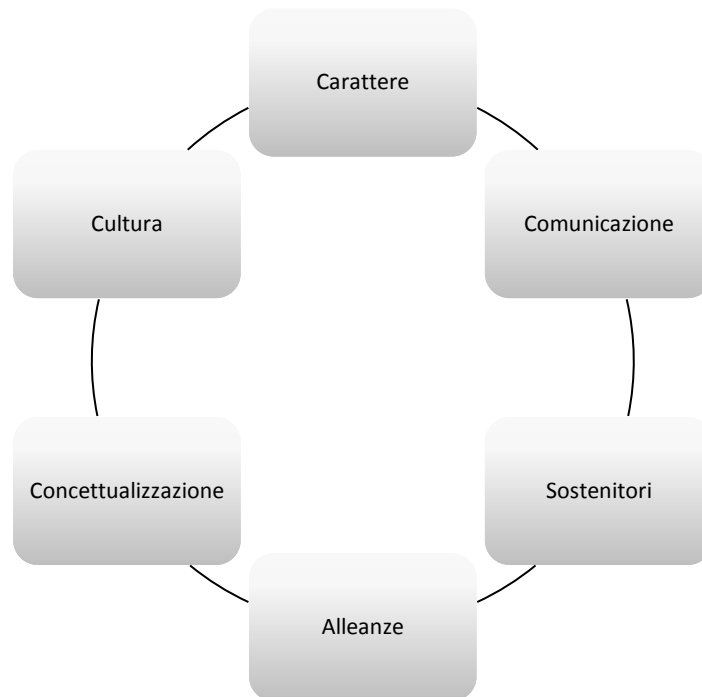 Carattere
Cultura
Comunicazione
Concettualizzazione
Sostenitori
Alleanze